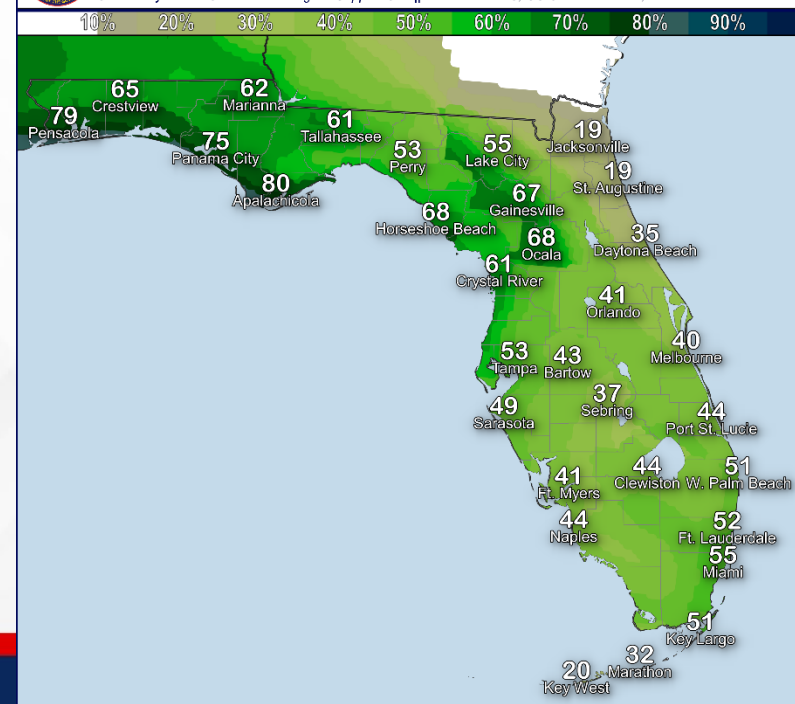 10% 20% 30% 40% 50% 60% 70% 80% 90%
65
Crestview
62
Marianna
79
Pensacola
61
Tallahassee
75
Panama City
53
Perry
55
Lake City
19
Jacksonville
19
St. Augustine
80
Apalachicola
67
Gainesville
68
Horseshoe Beach
68
Ocala
35
Daytona Beach
61
Crystal River
41
Orlando
40
Melbourne
53
Tampa
43
Bartow
37
Sebring
49
Sarasota
44
Port St. Lucie
41
Ft. Myers
44
Clewiston
51
W. Palm Beach
44
Naples
52
Ft. Lauderdale
55
Miami
51
Key Largo
32
Marathon
20
Key West